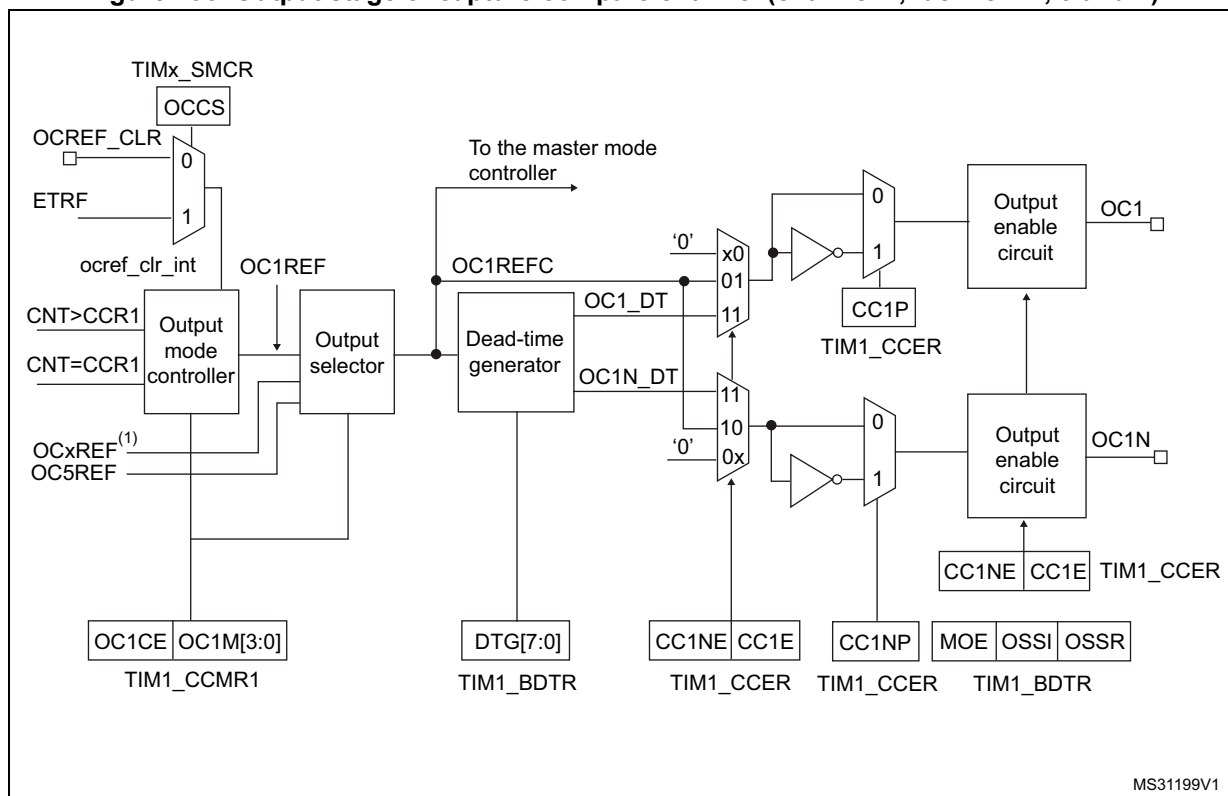 TIMx_SMCR
OCCS
OCREF_CLR
0
ETRF
1
ocref_clr_int
To the master mode
controller
OC1REF
OC1REFC
CNT>CCR1
CNT=CCR1
Output
mode
controller
Output
selector
Dead-time
generator
OC1_DT
OC1N_DT
OCxREF(1)
OC5REF
'0'
x0
01
11
11
10
0x
'0'
0
1
CC1P
TIM1_CCER
0
1
Output
enable
circuit
OC1
Output
enable
circuit
OC1N
CC1NE CC1E TIM1_CCER
OC1CE OC1M[3:0]
TIM1_CCMR1
DTG[7:0]
TIM1_BDTR
CC1NE CC1E
TIM1_CCER
CC1NP
TIM1_CCER
MOE OSSI OSSR
TIM1_BDTR
MS31199V1